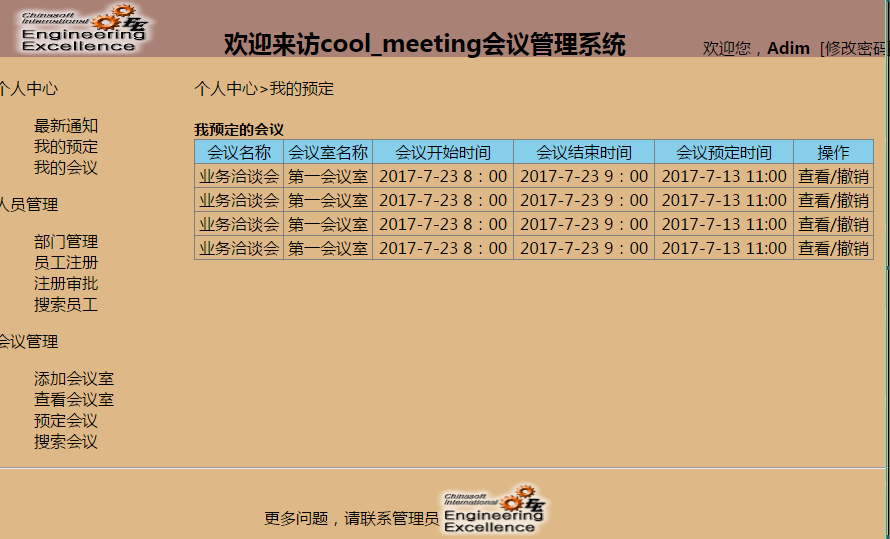 Chinasoft
International
Engineering
Excellence
欢迎来访cool_meeting会议管理系统
欢迎您，Adim [修改密码]
个人中心
最新通知
我的预定
我的会议
人员管理
部门管理
员工注册
注册审批
搜索员工
会议管理
添加会议室
查看会议室
预定会议
搜索会议
个人中心>我的预定
我预定的会议
会议名称 会议室名称 会议开始时间 会议结束时间 会议预定时间 操作
业务洽谈会 第一会议室 2017-7-23 8：00 2017-7-23 9：00 2017-7-13 11:00 查看/撤销
业务洽谈会 第一会议室 2017-7-23 8：00 2017-7-23 9：00 2017-7-13 11:00 查看/撤销
业务洽谈会 第一会议室 2017-7-23 8：00 2017-7-23 9：00 2017-7-13 11:00 查看/撤销
业务洽谈会 第一会议室 2017-7-23 8：00 2017-7-23 9：00 2017-7-13 11:00 查看/撤销
更多问题，请联系管理员
Chinasoft
International
Engineering
Excellence